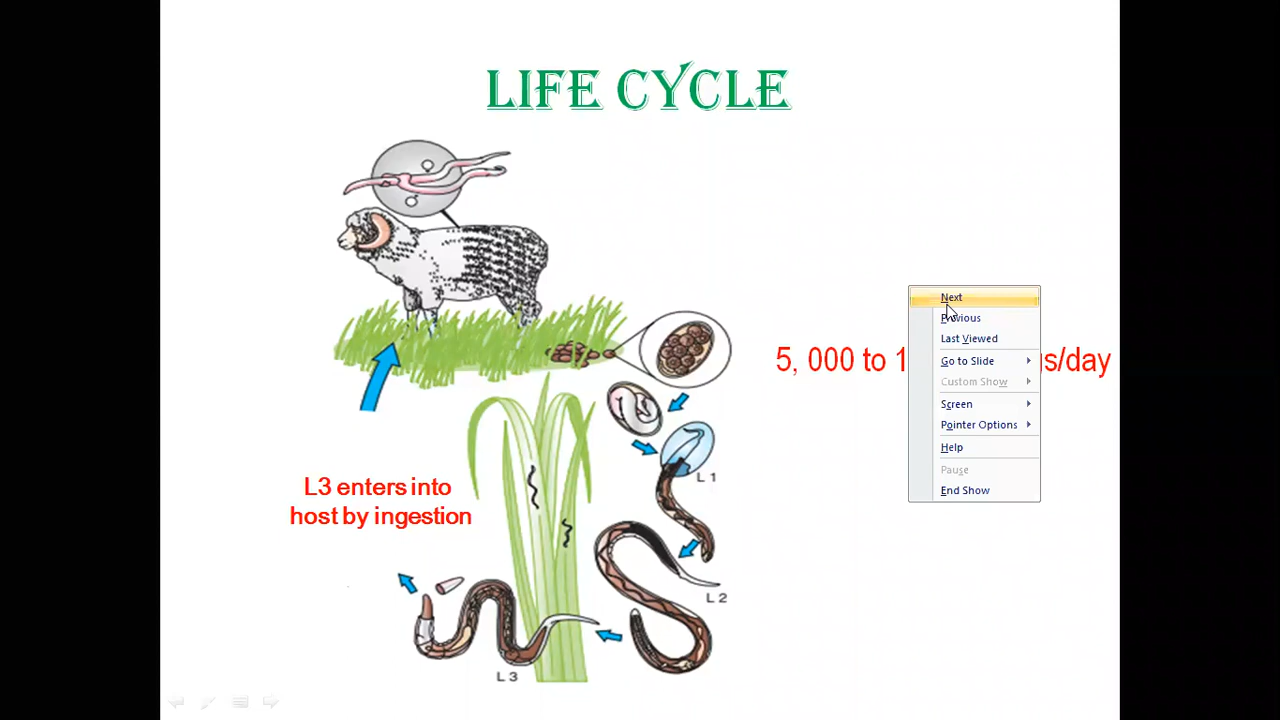 LIFE CYCLE
5, 000 to 1
gs/day
Next
Previous
Last Viewed
Go to Slide
Custom Show
Screen
Pointer Options
Help
Pause
End Show
L 1
L3 enters into
host by ingestion
L 2
L 3